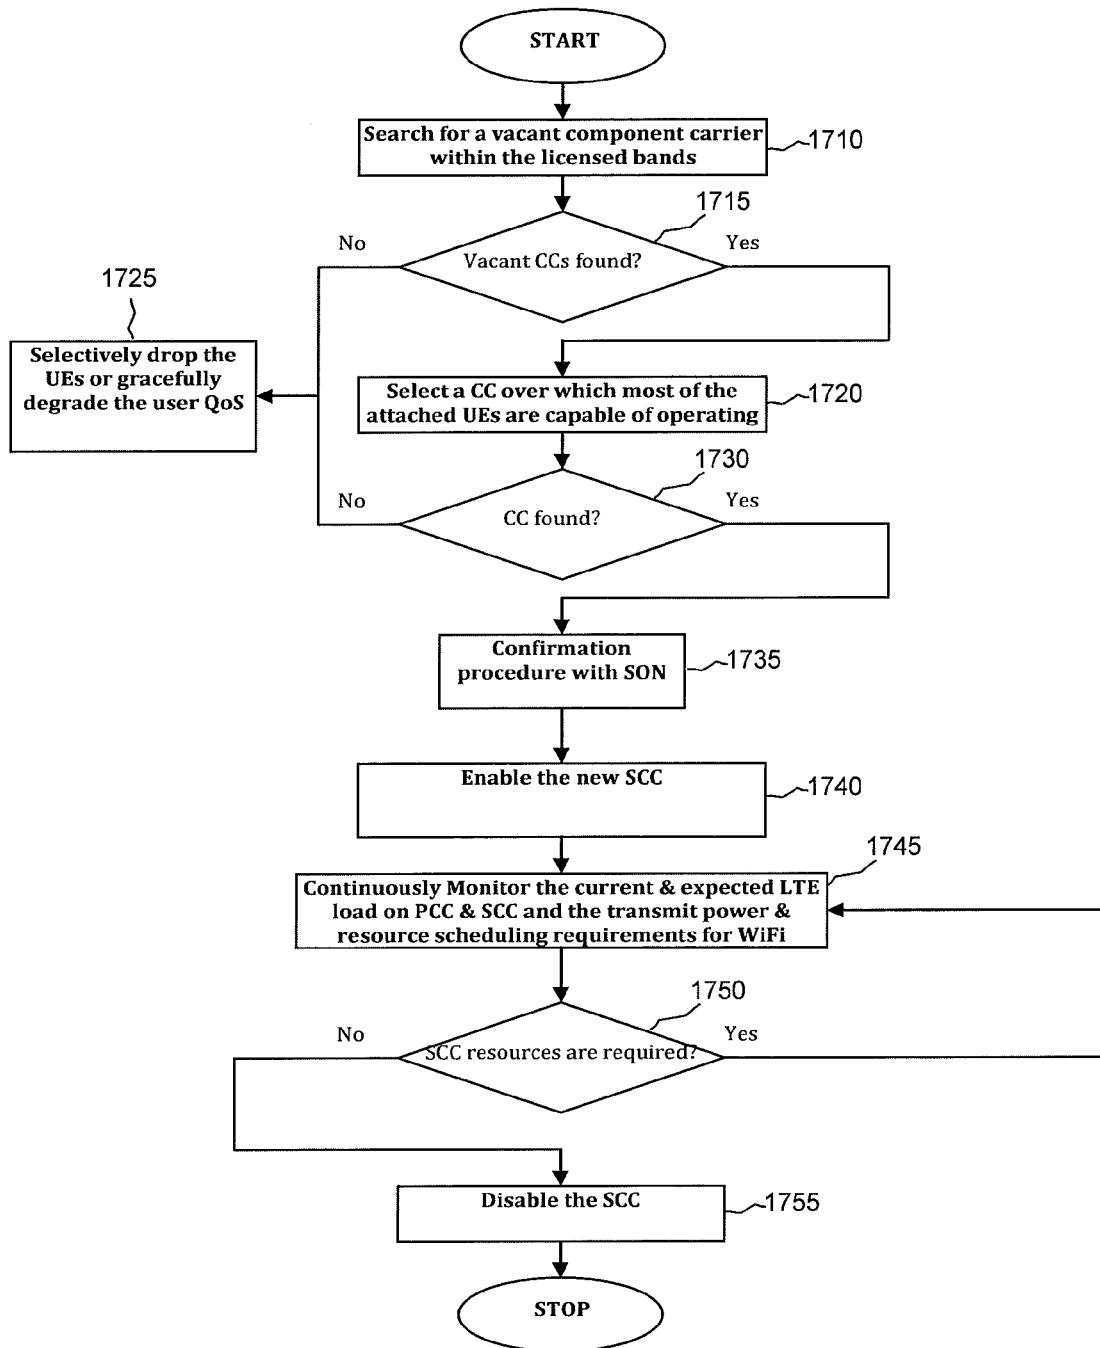 START
Search for a vacant component carrier
within the licensed bands
1710
1715
No
Yes
Vacant CCs found?
1725
Selectively drop the
UEs or gracefully
degrade the user QoS
Select a CC over which most of the
attached UEs are capable of operating
1720
1730
No
Yes
CC found?
Confirmation
procedure with SON
1735
Enable the new SCC
1740
1745
Continuously Monitor the current & expected LTE
load on PCC & SCC and the transmit power &
resource scheduling requirements for WiFi
1750
No
Yes
SCC resources are required?
Disable the SCC
1755
STOP